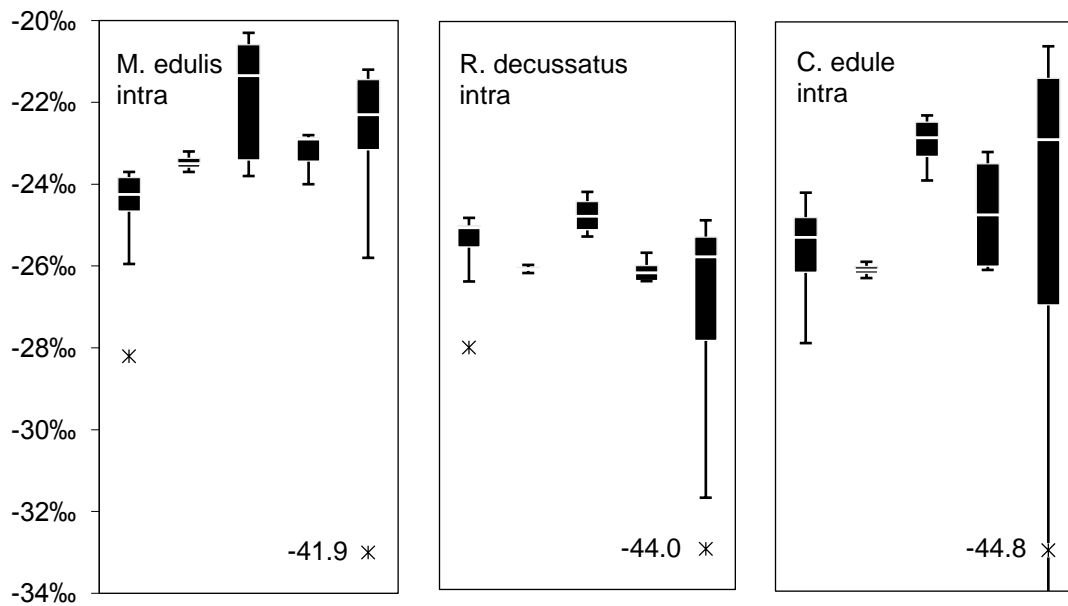 -20‰
-22‰
-24‰
-26‰
-28‰
-30‰
-32‰
-34‰
M. edulis
intra
-41.9
R. decussatus
intra
-44.0
C. edule
intra
-44.8